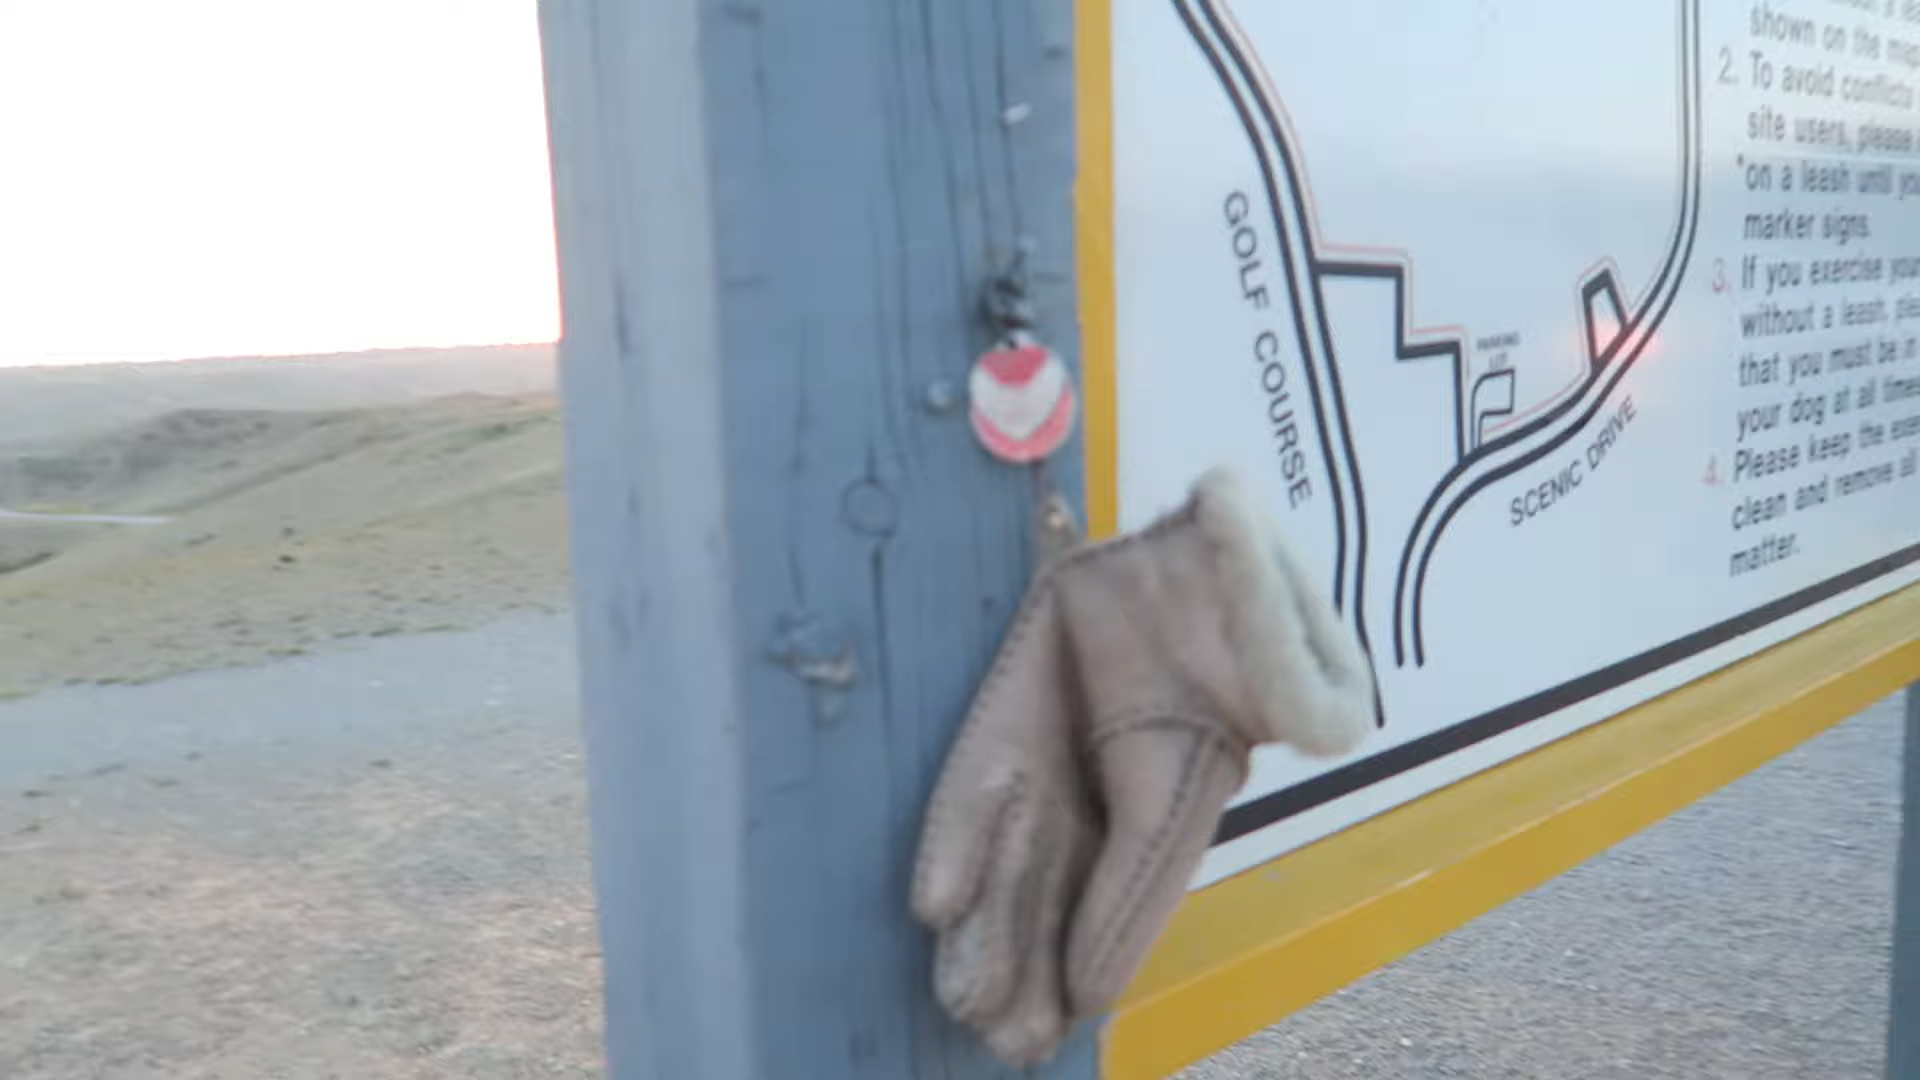 shown on the map
2. To avoid conflicts
site users, please
*on a leash until
marker signs.
3. If you exercise your
without a leash,
that you must be in
your dog at all times
4. Please keep the
clean and remove all
matter.
GOLF COURSE
PARKING
LOT
SCENIC DRIVE